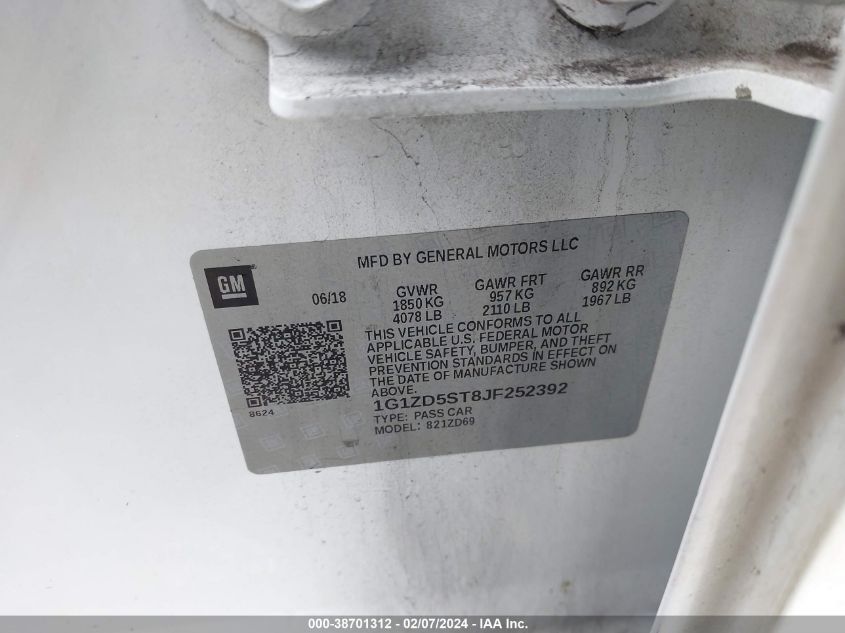 MFD BY GENERAL MOTORS LLC
GM
06/18
GVWR
1850 KG
4078 LB
GAWR FRT
957 KG
2110 LB
GAWR RR
892 KG
1967 LB
THIS VEHICLE CONFORMS TO ALL
APPLICABLE U.S. FEDERAL MOTOR
VEHICLE SAFETY, BUMPER, AND THEFT
PREVENTION STANDARDS IN EFFECT ON
THE DATE OF MANUFACTURE SHOWN
ABOVE.
8624
1G1ZD5ST8JF252392
TYPE: PASS CAR
MODEL: 821ZD69
000-38701312 - 02/07/2024 - IAA Inc.